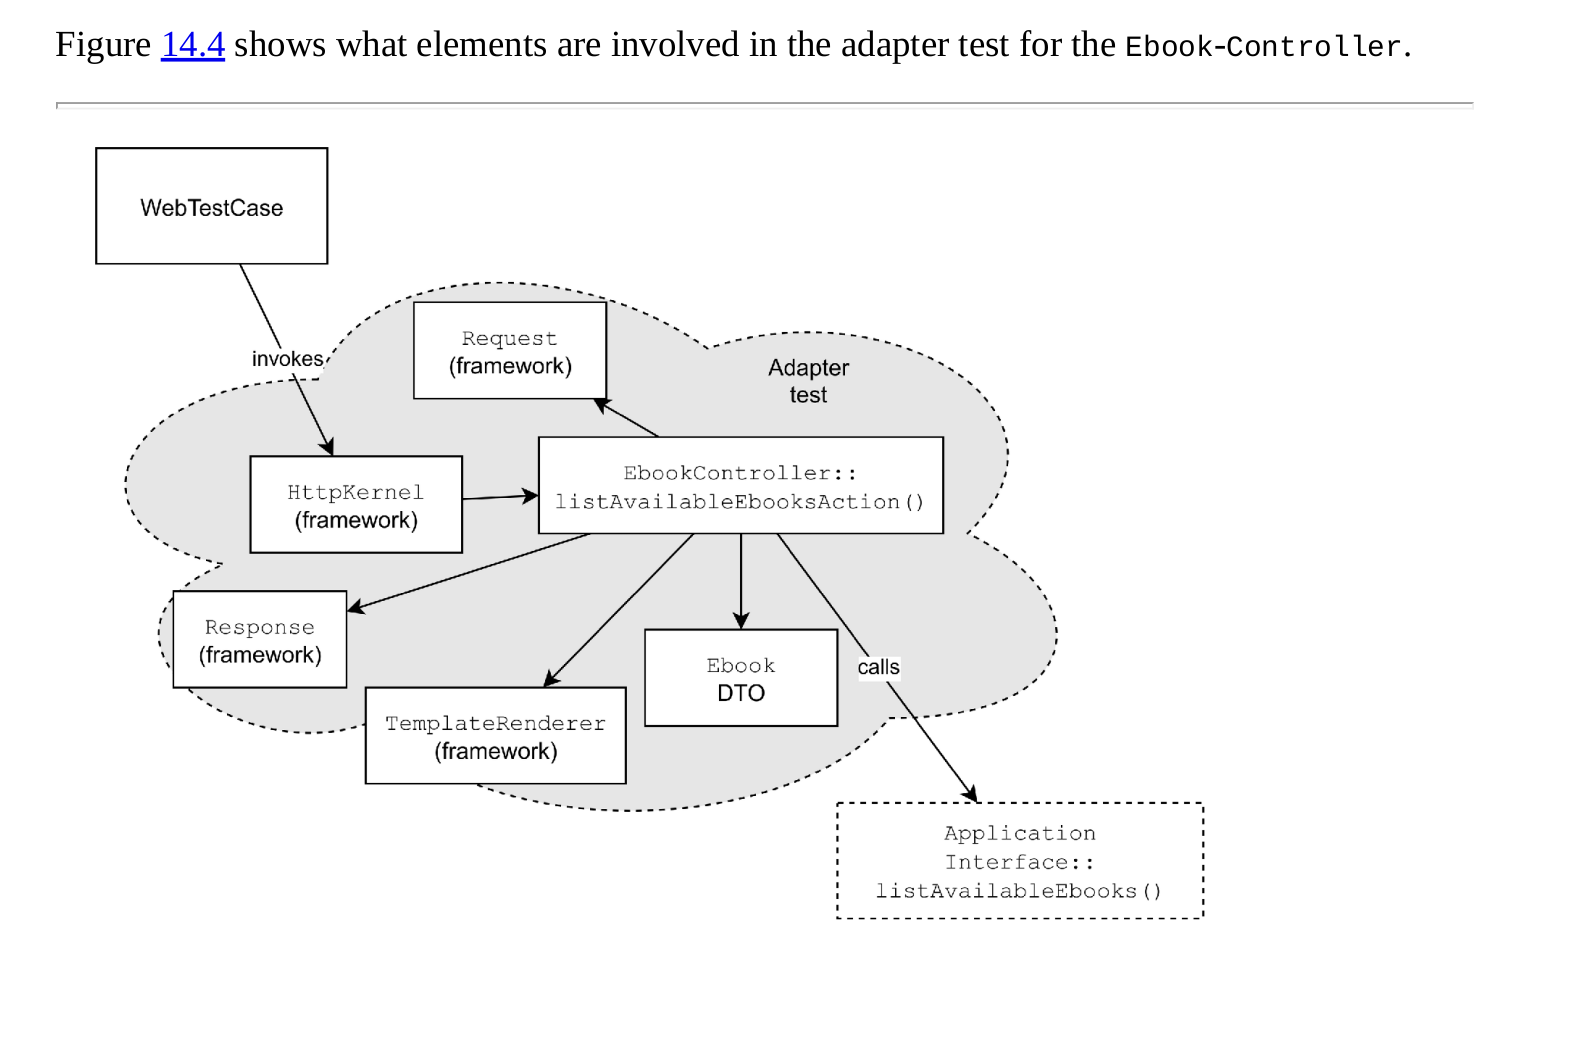 Figure 14.4 shows what elements are involved in the adapter test for the Ebook-Controller.
WebTestCase
invokes
Request
(framework)
Adapter
test
HttpKernel
(framework)
EbookController::
listAvailableEbooksAction()
Response
(framework)
TemplateRenderer
(framework)
Ebook
DTO
calls
Application
Interface::
listAvailableEbooks()